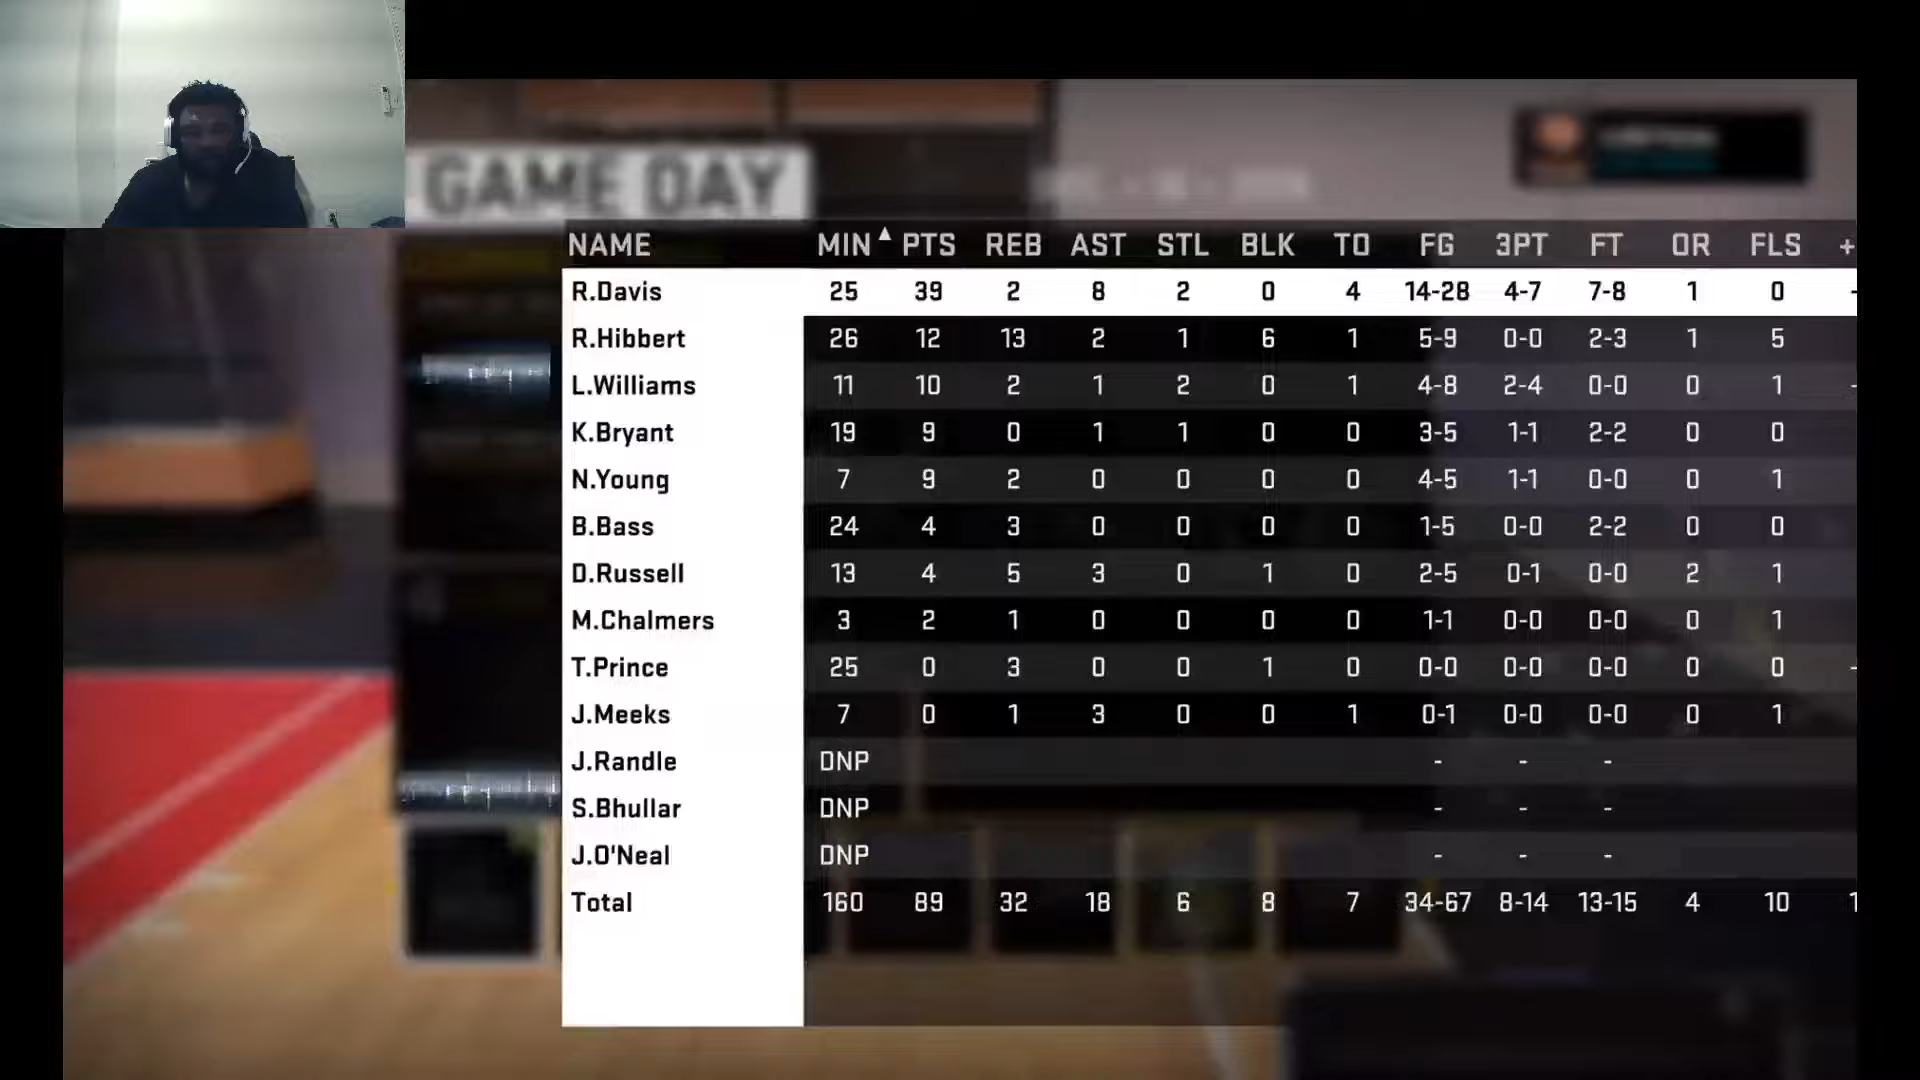 GAME DAY
NAME MIN PTS REB AST STL BLK TO FG 3PT FT OR FLS +
R.Davis 25 39 2 8 2 0 4 14-28 4-7 7-8 1 0 -
R.Hibbert 26 12 13 2 1 6 1 5-9 0-0 2-3 1 5
L.Williams 11 10 2 1 2 0 1 4-8 2-4 0-0 0 1 -
K.Bryant 19 9 0 1 1 0 0 3-5 1-1 2-2 0 0
N.Young 7 9 2 0 0 0 0 4-5 1-1 0-0 0 1
B.Bass 24 4 3 0 0 0 0 1-5 0-0 2-2 0 0
D.Russell 13 4 5 3 0 1 0 2-5 0-1 0-0 2 1
M.Chalmers 3 2 1 0 0 0 0 1-1 0-0 0-0 0 1
T.Prince 25 0 3 0 0 1 0 0-0 0-0 0-0 0 0 -
J.Meeks 7 0 1 3 0 0 1 0-1 0-0 0-0 0 1
J.Randle DNP - - -
S.Bhullar DNP - - -
J.O'Neal DNP - - -
Total 160 89 32 18 6 8 7 34-67 8-14 13-15 4 10 1